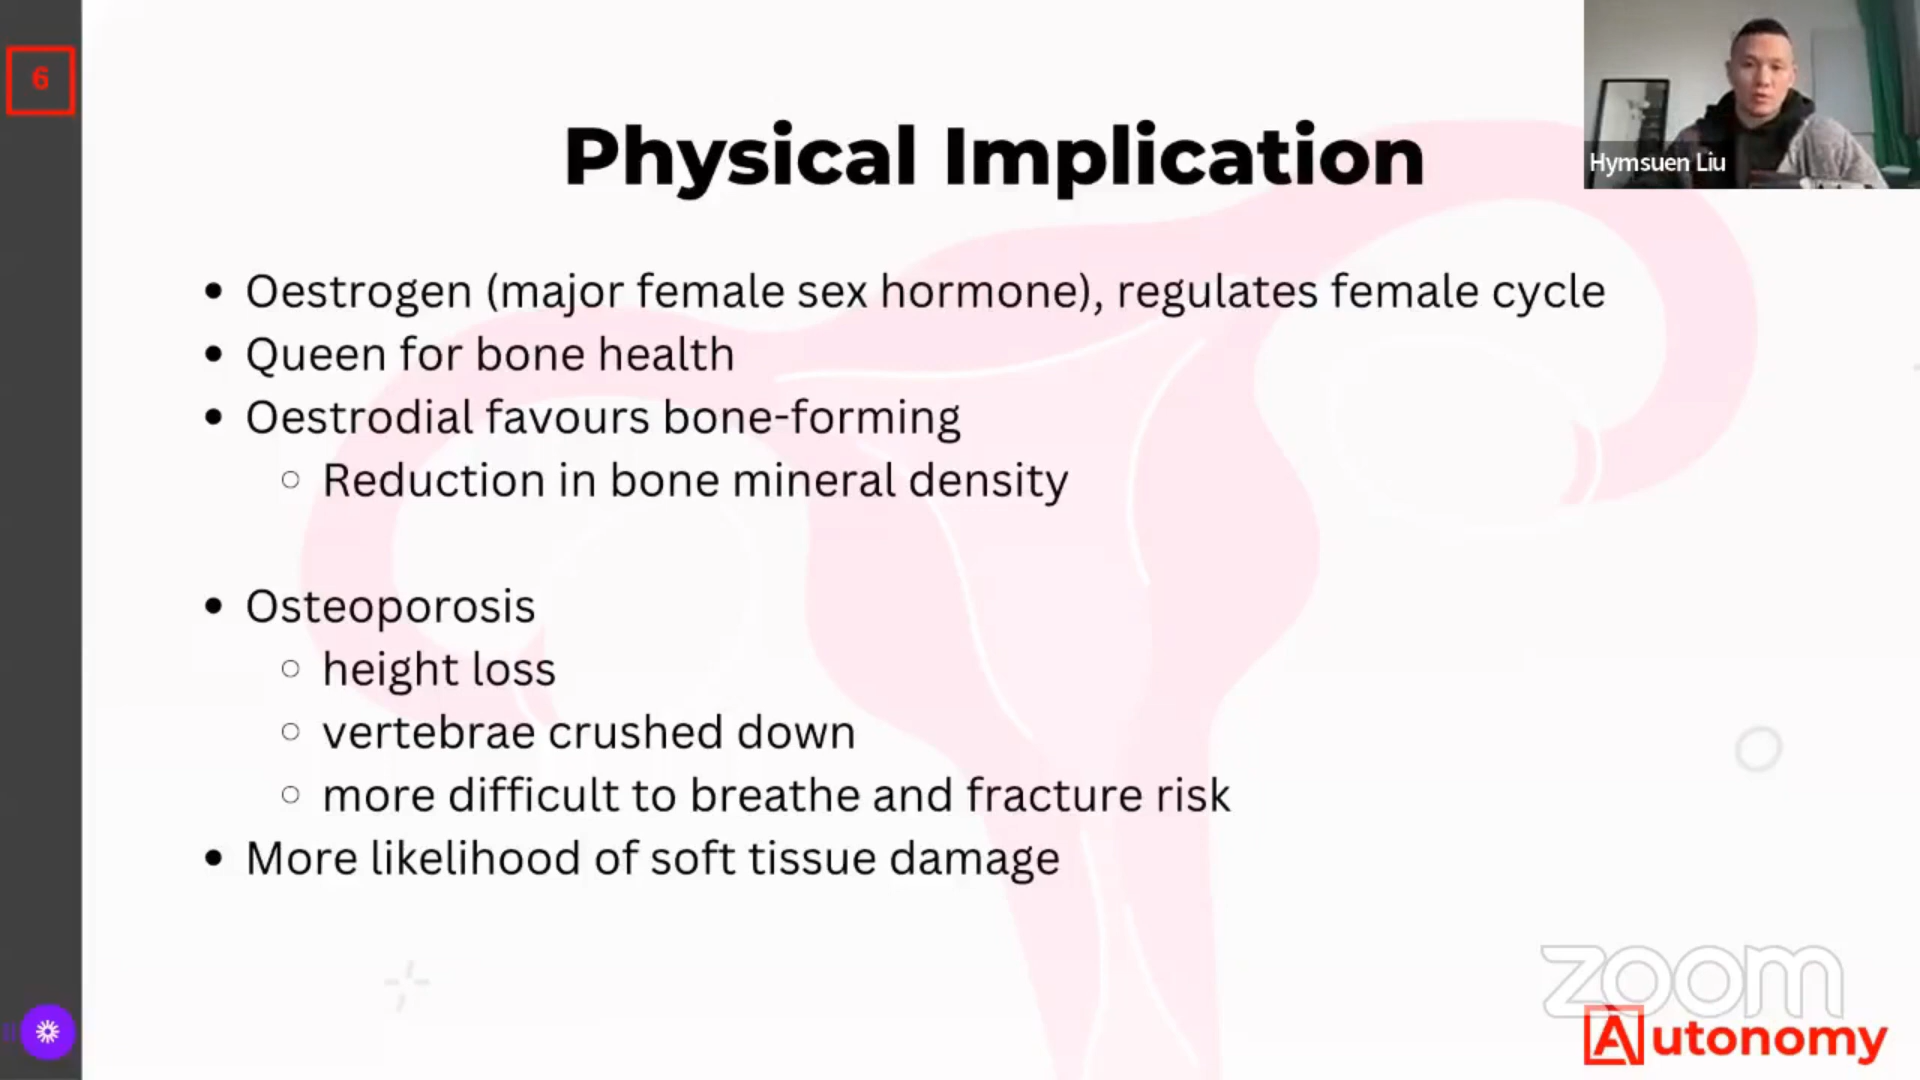 6
Physical Implication
Hymsuen Liu
• Oestrogen (major female sex hormone), regulates female cycle
• Queen for bone health
• Oestrodial favours bone-forming
○ Reduction in bone mineral density
• Osteoporosis
○ height loss
○ vertebrae crushed down
○ more difficult to breathe and fracture risk
• More likelihood of soft tissue damage
zoom
Autonomy